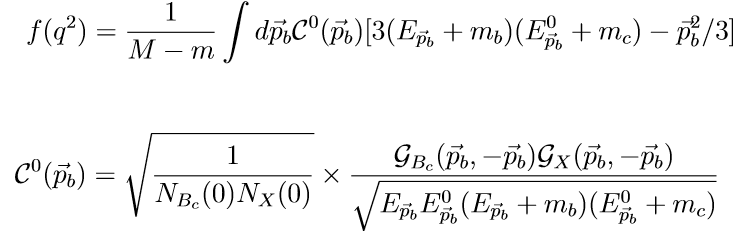 f(q^2) = \frac{1}{M - m} \int d\vec{p}_b \mathcal{C}^0(\vec{p}_b)[3(E_{\vec{p}_b} + m_b)(E^0_{\vec{p}_b} + m_c) - \vec{p}_b^2/3]
\mathcal{C}^0(\vec{p}_b) = \sqrt{\frac{1}{N_{B_c}(0)N_X(0)}} \times \frac{\mathcal{G}_{B_c}(\vec{p}_b, -\vec{p}_b)\mathcal{G}_X(\vec{p}_b, -\vec{p}_b)}{\sqrt{E_{\vec{p}_b}E^0_{\vec{p}_b}(E_{\vec{p}_b} + m_b)(E^0_{\vec{p}_b} + m_c)}}